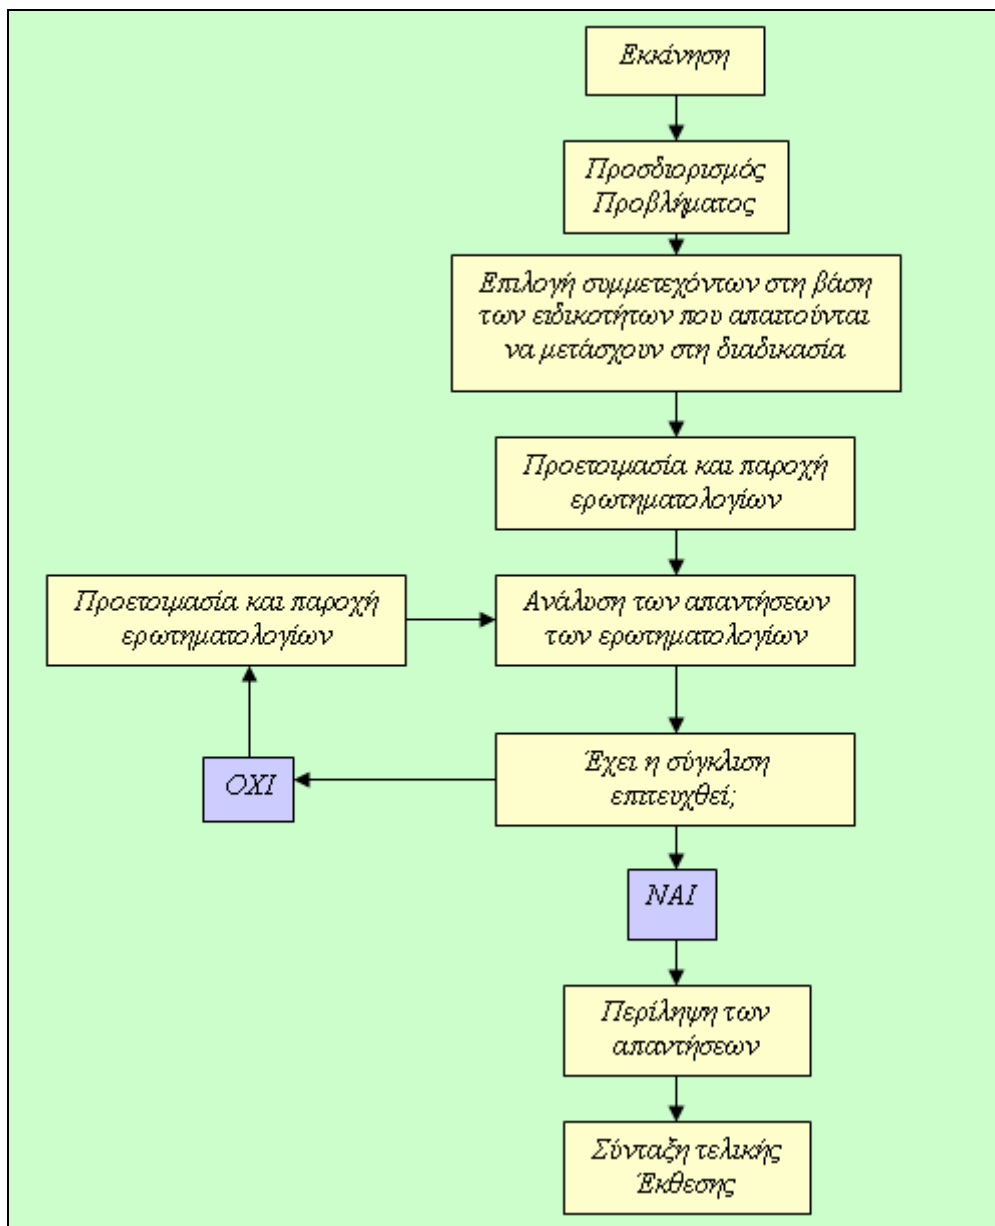 Εκκάνηση
Προσδιορισμός
Προβλήματος
Επιλογή συμμετεχόντων στη βάση
των ειδικοτήτων που απαιτούνται
να μετάσχουν στη διαδικασία
Προετοιμασία και παροχή
ερωτηματολογίων
Προετοιμασία και παροχή
ερωτηματολογίων
Ανάλυση των απαντήσεων
των ερωτηματολογίων
Έχει η σύγκλιση
επιτευχθεί;
ΟΧΙ
ΝΑΙ
Περίληψη των
απαντήσεων
Σύνταξη τελικής
Έκθεσης